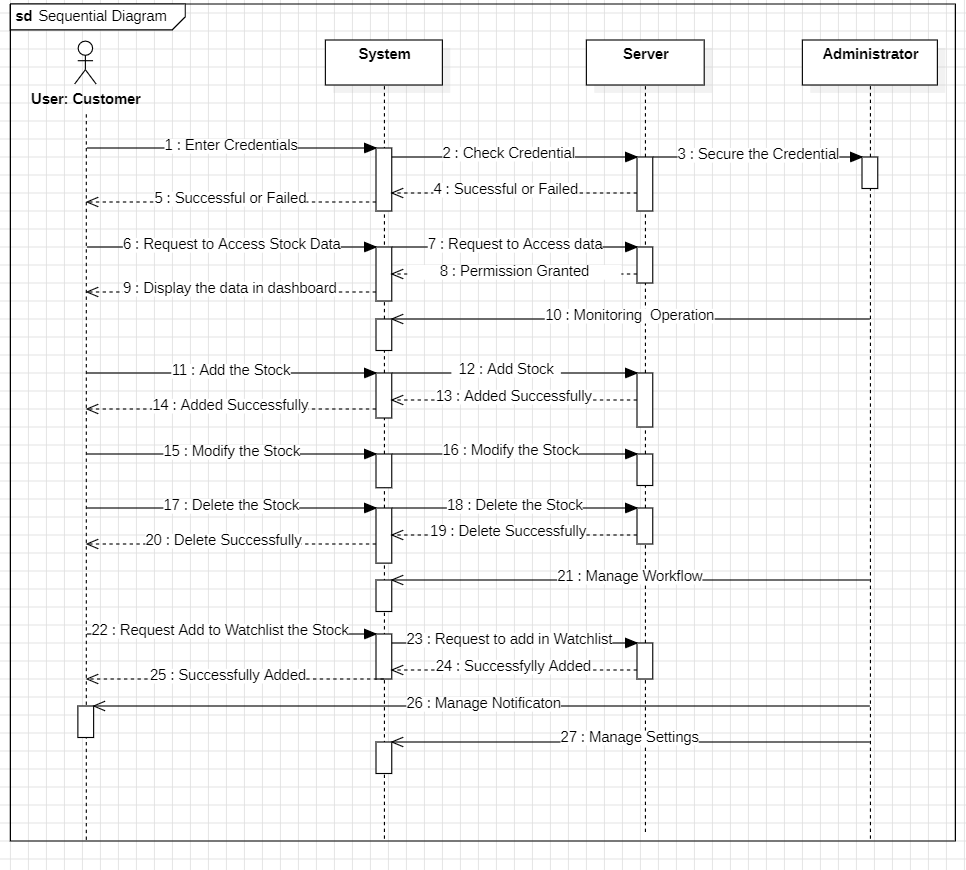 sd Sequential Diagram
System
Server
Administrator
User: Customer
1 : Enter Credentials
2 : Check Credential
3 : Secure the Credential
4 : Sucessful or Failed
5 : Successful or Failed
6 : Request to Access Stock Data
7 : Request to Access data
8 : Permission Granted
9 : Display the data in dashboard
10 : Monitoring  Operation
11 : Add the Stock
12 : Add Stock
13 : Added Successfully
14 : Added Successfully
15 : Modify the Stock
16 : Modify the Stock
17 : Delete the Stock
18 : Delete the Stock
19 : Delete Successfully
20 : Delete Successfully
21 : Manage Workflow
22 : Request Add to Watchlist the Stock
23 : Request to add in Watchlist
24 : Successfylly Added
25 : Successfully Added
26 : Manage Notificaton
27 : Manage Settings